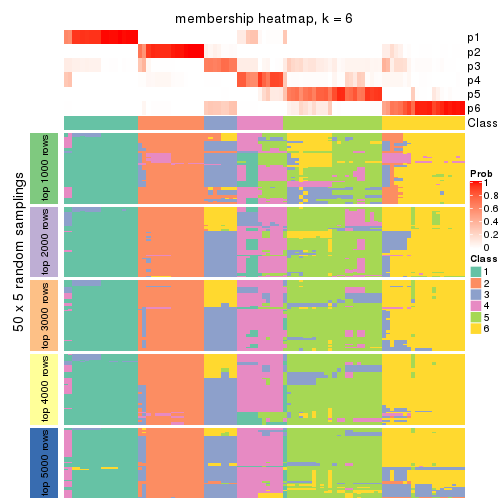 membership heatmap, k = 6
p1
p2
p3
p4
p5
p6
Class
50 x 5 random samplings
top 1000 rows
top 2000 rows
top 3000 rows
top 4000 rows
top 5000 rows
Prob
1
0.8
0.6
0.4
0.2
0
Class
1
2
3
4
5
6